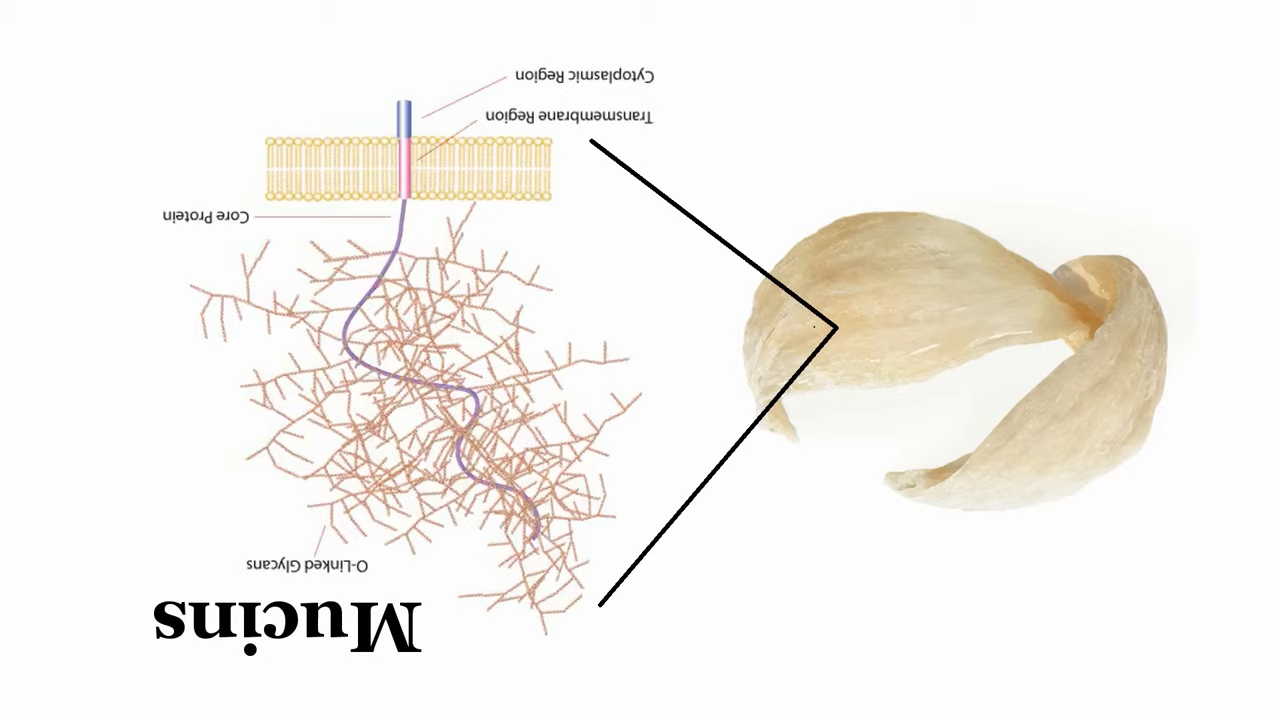 Mucins
O-Linked Glycans
Core Protein
Transmembrane Region
Cytoplasmic Region